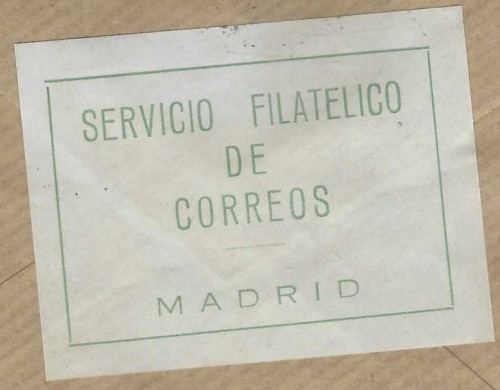 SERVICIO FILATELICO
DE
CORREOS
MADRID